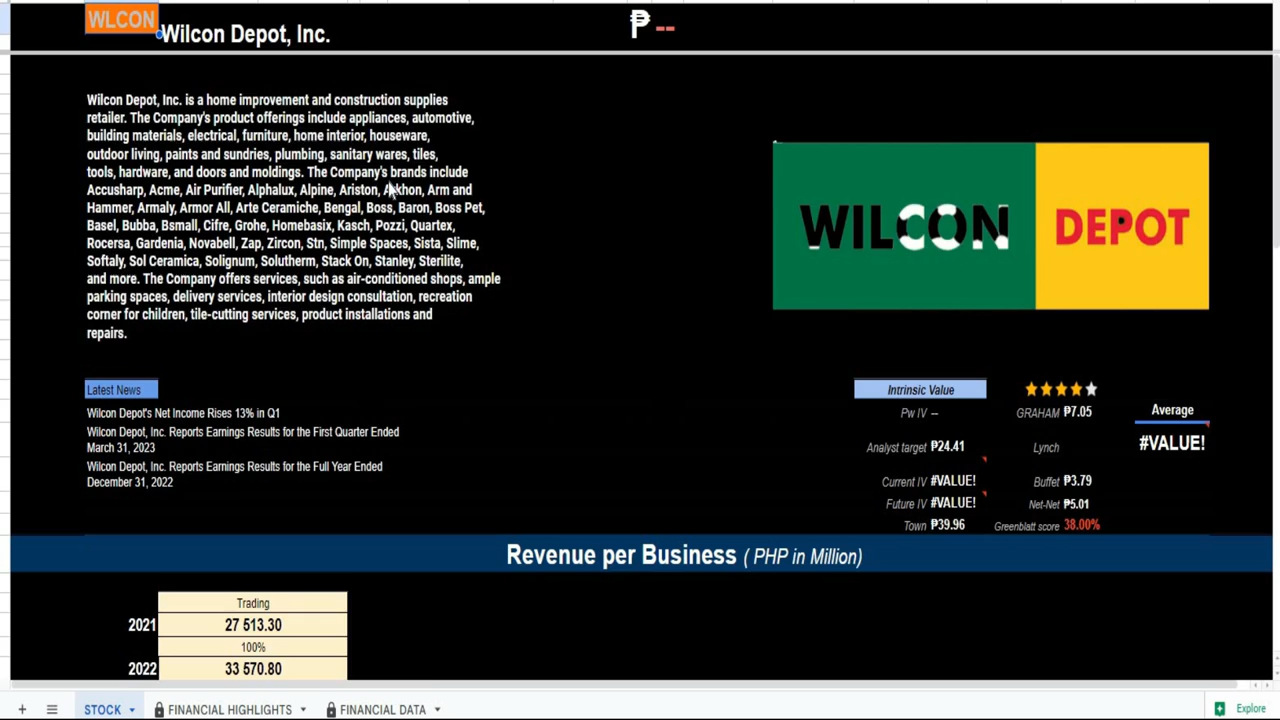 WLCON
Wilcon Depot, Inc.
₱ --
Wilcon Depot, Inc. is a home improvement and construction supplies
retailer. The Company's product offerings include appliances, automotive,
building materials, electrical, furniture, home interior, houseware,
outdoor living, paints and sundries, plumbing, sanitary wares, tiles,
tools, hardware, and doors and moldings. The Company's brands include
Accusharp, Acme, Air Purifier, Alphalux, Alpine, Ariston, Arkhon, Arm and
Hammer, Armaly, Armor All, Arte Ceramiche, Bengal, Boss, Baron, Boss Pet,
Basel, Bubba, Bsmall, Cifre, Grohe, Homebasix, Kasch, Pozzi, Quartex,
Rocersa, Gardenia, Novabell, Zap, Zircon, Stn, Simple Spaces, Sista, Slime,
Softaly, Sol Ceramica, Solignum, Solutherm, Stack On, Stanley, Sterilite,
and more. The Company offers services, such as air-conditioned shops, ample
parking spaces, delivery services, interior design consultation, recreation
corner for children, tile-cutting services, product installations and
repairs.
WILCON DEPOT
Latest News
Wilcon Depot's Net Income Rises 13% in Q1
Wilcon Depot, Inc. Reports Earnings Results for the First Quarter Ended
March 31, 2023
Wilcon Depot, Inc. Reports Earnings Results for the Full Year Ended
December 31, 2022
Intrinsic Value
Pw IV -- GRAHAM ₱7.05
Analyst target ₱24.41 Lynch
Current IV #VALUE! Buffet ₱3.79
Future IV #VALUE! Net-Net ₱5.01
Town ₱39.96 Greenblatt score 38.00%
Average
#VALUE!
Revenue per Business ( PHP in Million)
Trading
2021 27 513.30
100%
2022 33 570.80
+ STOCK FINANCIAL HIGHLIGHTS FINANCIAL DATA Explore